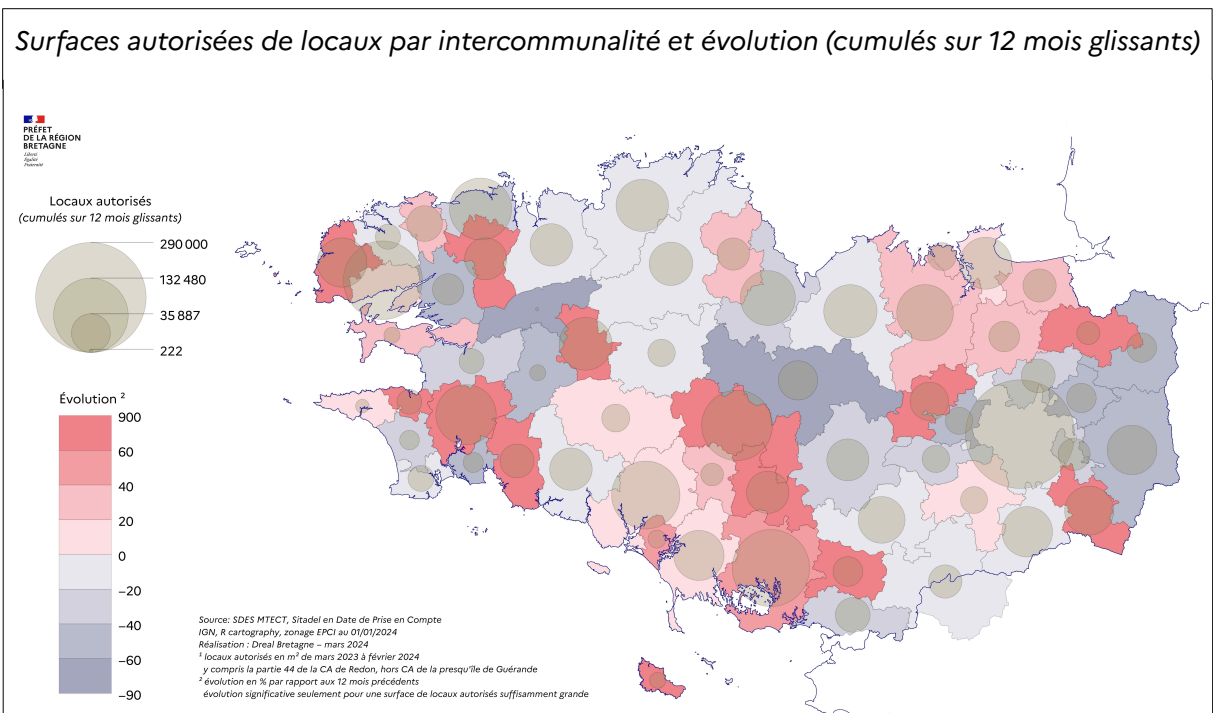 Surfaces autorisées de locaux par intercommunalité et évolution (cumulés sur 12 mois glissants)
PRÉFET
DE LA RÉGION
BRETAGNE
Liberté
Égalité
Fraternité
Locaux autorisés
(cumulés sur 12 mois glissants)
290 000
132 480
35 887
222
Évolution ²
900
60
40
20
0
−20
−40
−60
−90
Source: SDES MTECT, Sitadel en Date de Prise en Compte
IGN, R cartography, zonage EPCI au 01/01/2024
Réalisation : Dreal Bretagne – mars 2024
¹ locaux autorisés en m² de mars 2023 à février 2024
y compris la partie 44 de la CA de Redon, hors CA de la presqu'île de Guérande
² évolution en % par rapport aux 12 mois précédents
évolution significative seulement pour une surface de locaux autorisés suffisamment grande